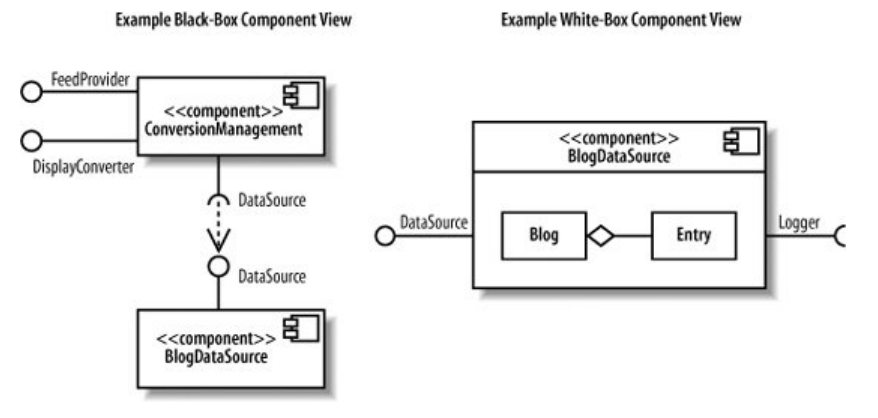 Example Black-Box Component View
Example White-Box Component View
FeedProvider
<<component>>
ConversionManagement
DisplayConverter
DataSource
DataSource
<<component>>
BlogDataSource
<<component>>
BlogDataSource
DataSource
Blog
Entry
Logger